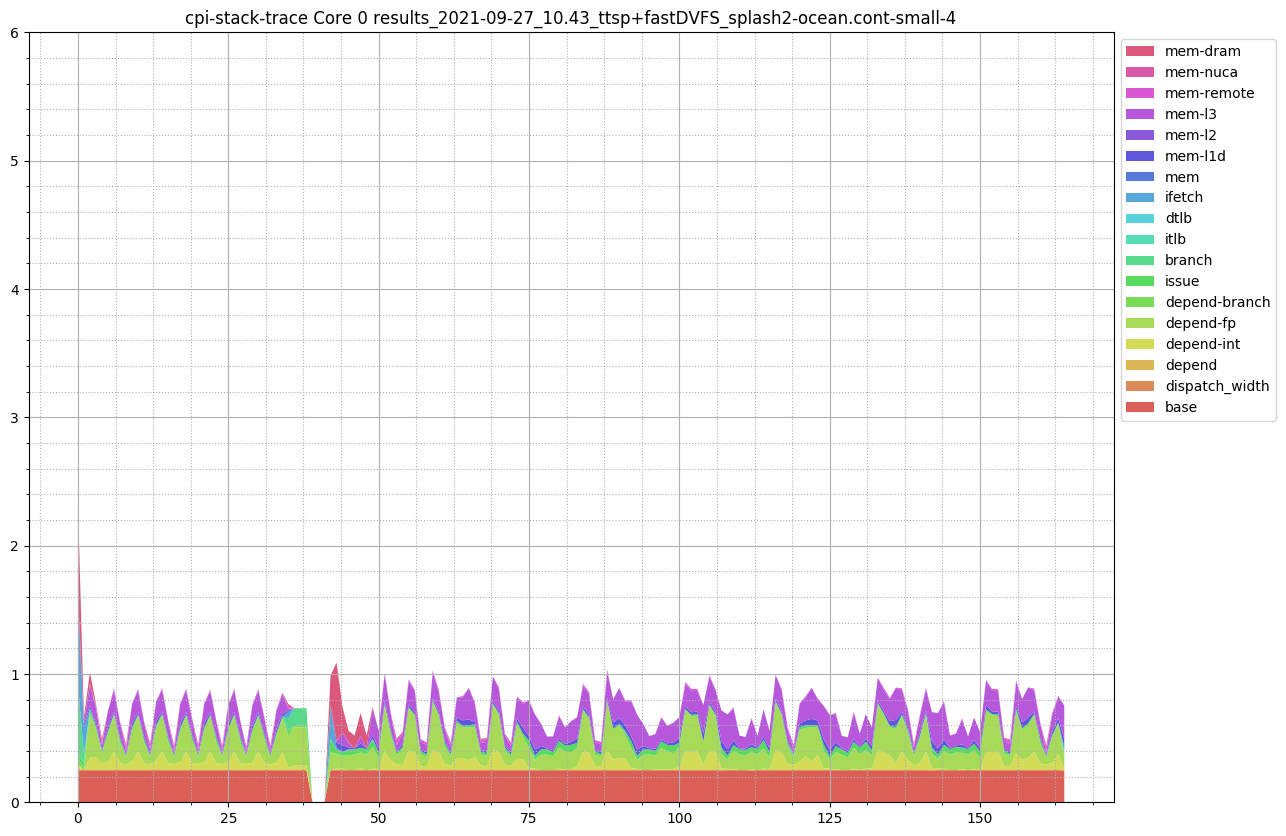 cpi-stack-trace Core 0 results_2021-09-27_10.43_ttsp+fastDVFS_splash2-ocean.cont-small-4
6
5
4
3
2
1
0
0 25 50 75 100 125 150
mem-dram
mem-nuca
mem-remote
mem-l3
mem-l2
mem-l1d
mem
ifetch
dtlb
itlb
branch
issue
depend-branch
depend-fp
depend-int
depend
dispatch_width
base